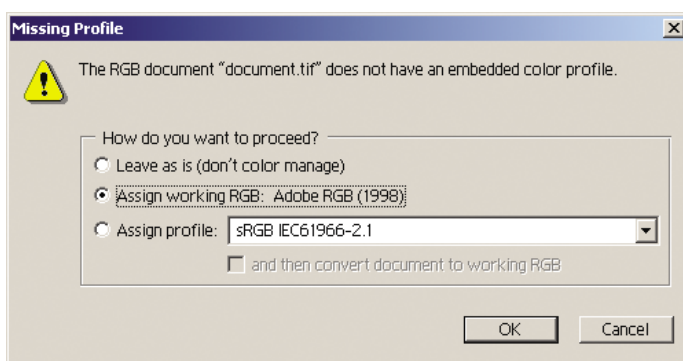 Missing Profile
The RGB document “document.tif” does not have an embedded color profile.
How do you want to proceed?
Leave as is (don't color manage)
Assign working RGB: Adobe RGB (1998)
Assign profile: sRGB IEC61966-2.1
and then convert document to working RGB
OK Cancel